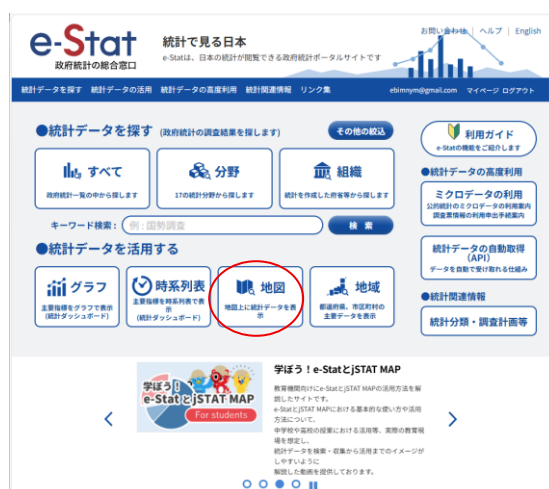 e-Stat
政府統計の総合窓口
統計で見る日本
e-Statは、日本の統計が閲覧できる政府統計ポータルサイトです
お問い合わせ | ヘルプ | English
統計データを探す 統計データの活用 統計データの高度利用 統計関連情報 リンク集
ebimnym@gmail.com マイページ ログアウト
●統計データを探す (政府統計の調査結果を探します)
その他の絞込
すべて
政府統計一覧の中から探します
分野
17の統計分野から探します
組織
統計を作成した府省等から探します
キーワード検索: 例:国勢調査
検 索
●統計データを活用する
グラフ
主要指標をグラフで表示
(統計ダッシュボード)
時系列表
主要指標を時系列表で表
示
(統計ダッシュボード)
地図
地図上に統計データを表
示
地域
都道府県、市区町村の
主要データを表示
利用ガイド
e-Statの機能をご紹介します
●統計データの高度利用
ミクロデータの利用
公的統計のミクロデータの利用案内
調査票情報の利用申出手続案内
統計データの自動取得
(API)
データを自動で受け取れる仕組み
●統計関連情報
統計分類・調査計画等
学ぼう!
e-StatとjSTAT MAP
For students
学ぼう!e-StatとjSTAT MAP
教育機関向けにe-StatとjSTAT MAPの活用方法を解
説したサイトです。
e-StatとjSTAT MAPにおける基本的な使い方や活用
方法について、
中学校や高校の授業における活用等、実際の教育現
場を想定し、
統計データを検索・収集から活用までのイメージが
しやすいように
解説した動画を提供しております。